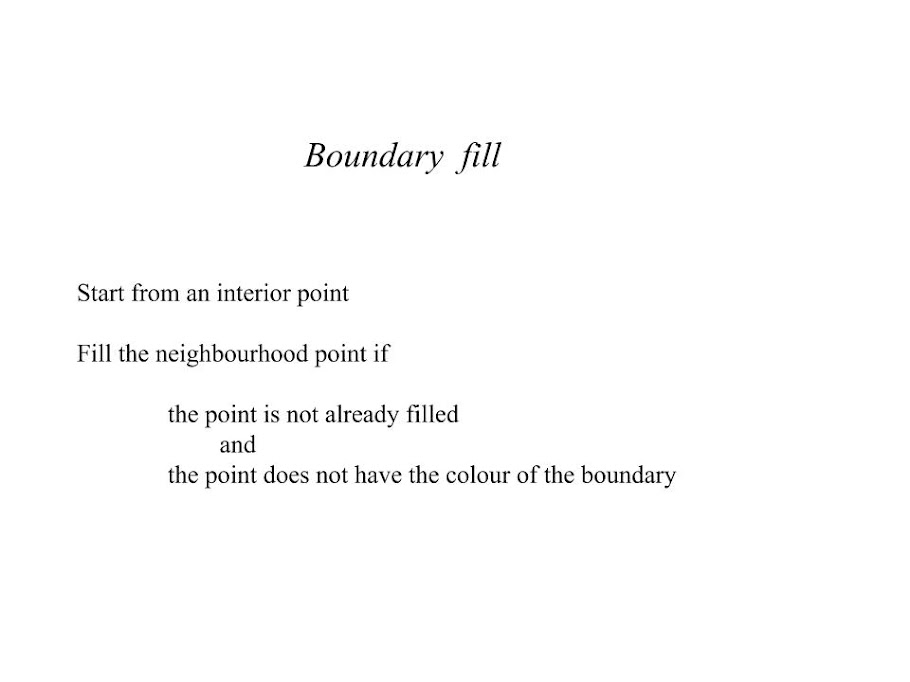 Boundary fill
Start from an interior point
Fill the neighbourhood point if
the point is not already filled
and
the point does not have the colour of the boundary